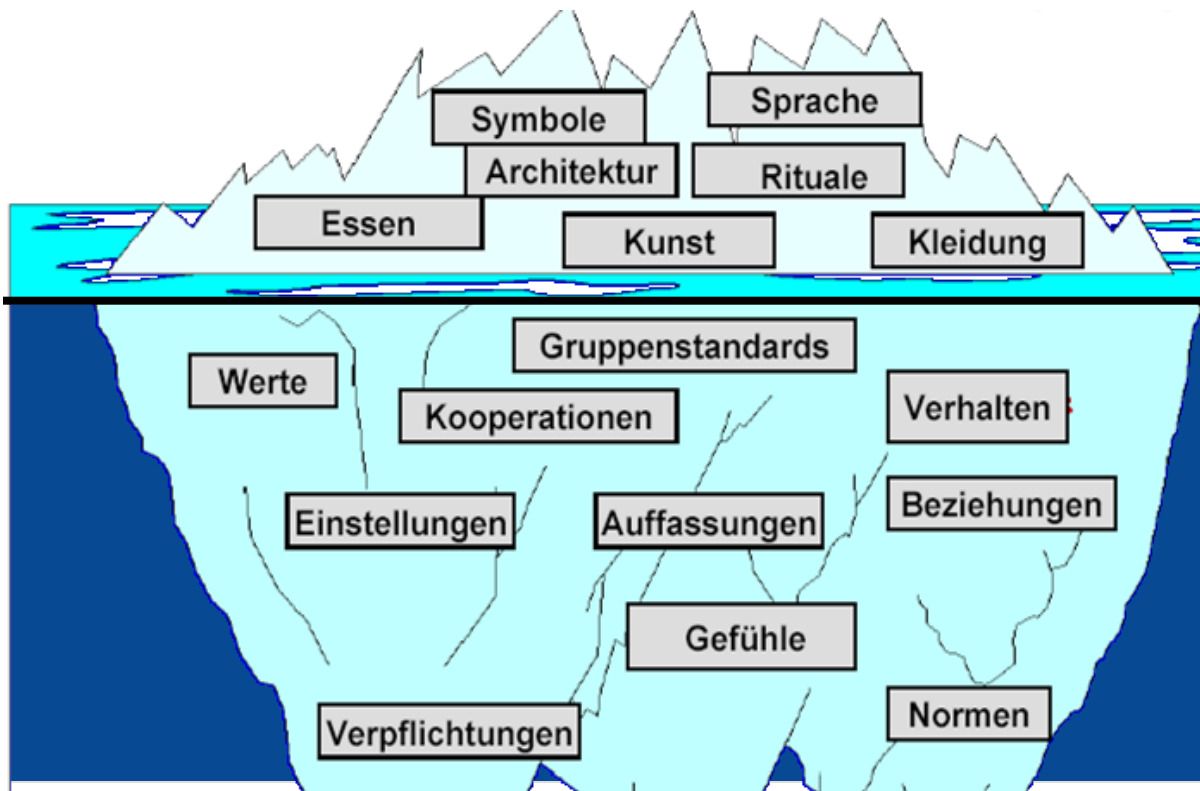 Sprache
Symbole
Architektur
Rituale
Essen
Kunst
Kleidung
Gruppenstandards
Werte
Kooperationen
Verhalten
Einstellungen
Auffassungen
Beziehungen
Gefühle
Verpflichtungen
Normen